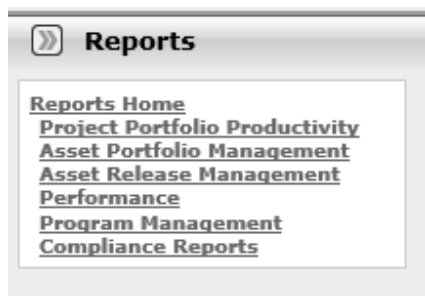 Reports
Reports Home
Project Portfolio Productivity
Asset Portfolio Management
Asset Release Management
Performance
Program Management
Compliance Reports